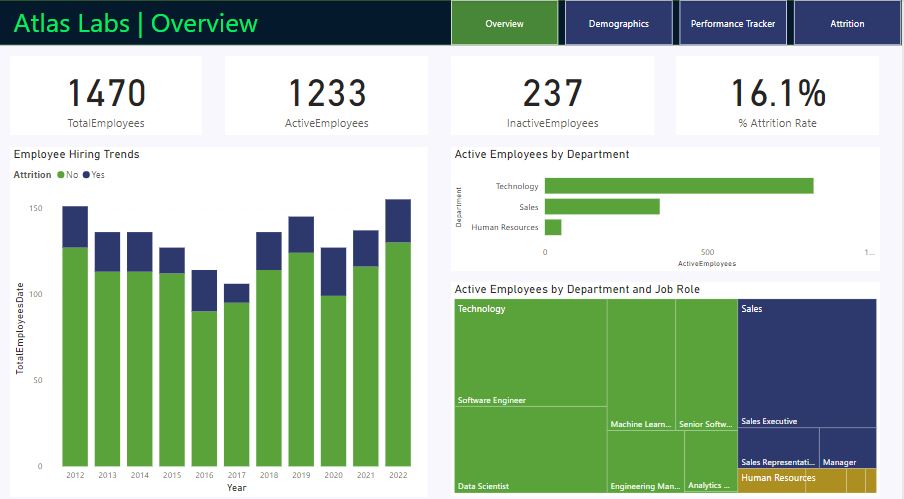 Atlas Labs | Overview
Overview
Demographics
Performance Tracker
Attrition
1470
TotalEmployees
1233
ActiveEmployees
237
InactiveEmployees
16.1%
% Attrition Rate
Employee Hiring Trends
Attrition No Yes
TotalEmployeesDate
150
100
50
0
2012 2013 2014 2015 2016 2017 2018 2019 2020 2021 2022
Year
Active Employees by Department
Department
Technology
Sales
Human Resources
0 500 1...
ActiveEmployees
Active Employees by Department and Job Role
Technology
Software Engineer
Data Scientist
Machine Learn...
Senior Softw...
Engineering Man...
Analytics ...
Sales
Sales Executive
Sales Representati...
Manager
Human Resources